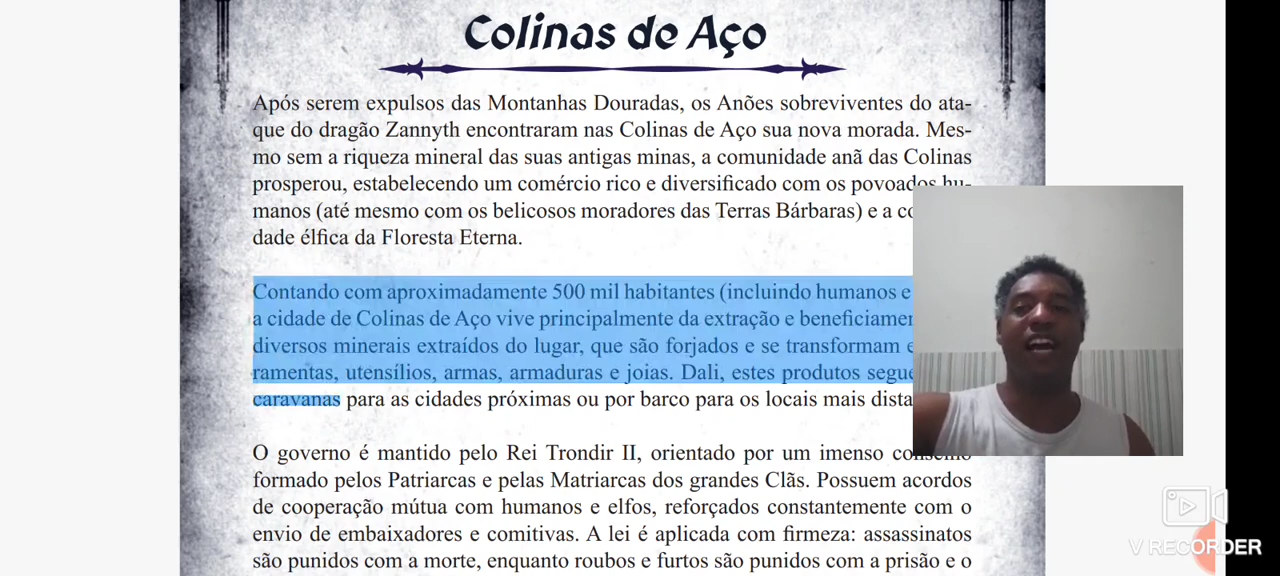 Colinas de Aço
Após serem expulsos das Montanhas Douradas, os Anões sobreviventes do ata-
que do dragão Zannyth encontraram nas Colinas de Aço sua nova morada. Mes-
mo sem a riqueza mineral das suas antigas minas, a comunidade anã das Colinas
prosperou, estabelecendo um comércio rico e diversificado com os povoados hu-
manos (até mesmo com os belicosos moradores das Terras Bárbaras) e a
dade élfica da Floresta Eterna.
Contando com aproximadamente 500 mil habitantes (incluindo humanos e
a cidade de Colinas de Aço vive principalmente da extração e
diversos minerais extraídos do lugar, que são forjados e se transformam
ramentas, utensílios, armas, armaduras e joias. Dali, estes produtos
caravanas para as cidades próximas ou por barco para os locais mais
O governo é mantido pelo Rei Trondir II, orientado por um imenso conselho
formado pelos Patriarcas e pelas Matriarcas dos grandes Clãs. Possuem acordos
de cooperação mútua com humanos e elfos, reforçados constantemente com o
envio de embaixadores e comitivas. A lei é aplicada com firmeza: assassinatos
são punidos com a morte, enquanto roubos e furtos são punidos com a prisão e o
V RECORDER